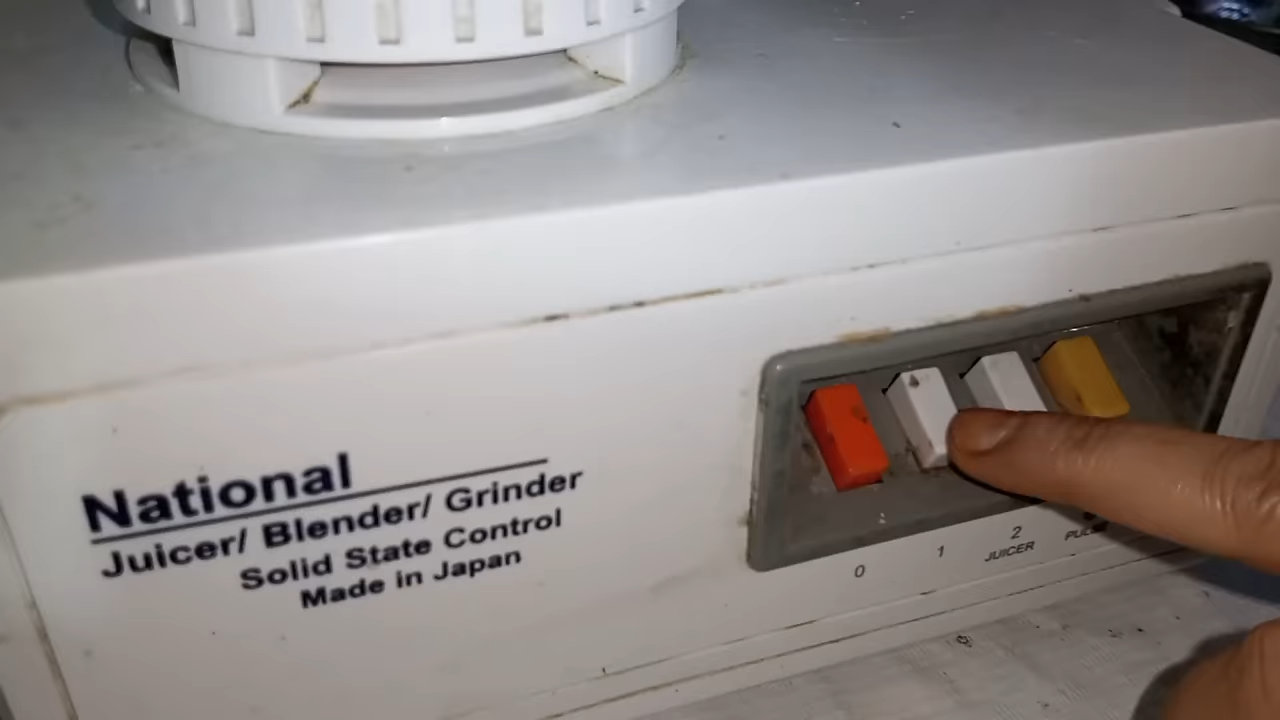 National
Juicer/ Blender/ Grinder
Solid State Control
Made in Japan
0 1 2
JUICER